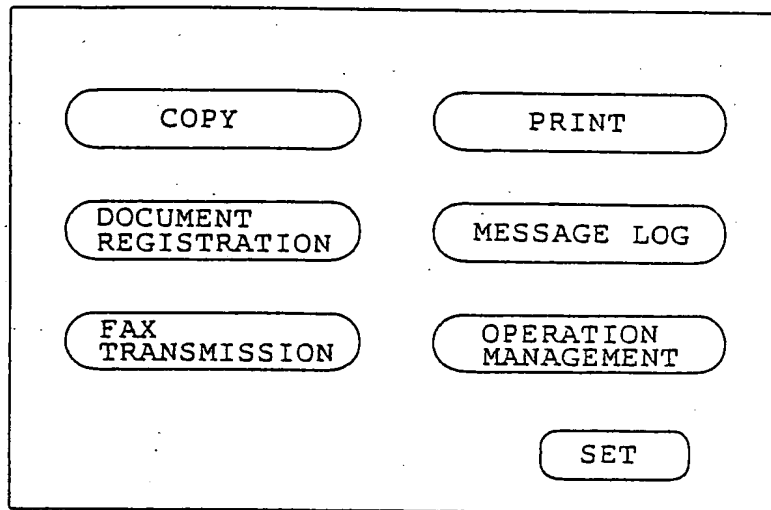 COPY
PRINT
DOCUMENT
REGISTRATION
MESSAGE LOG
FAX
TRANSMISSION
OPERATION
MANAGEMENT
SET